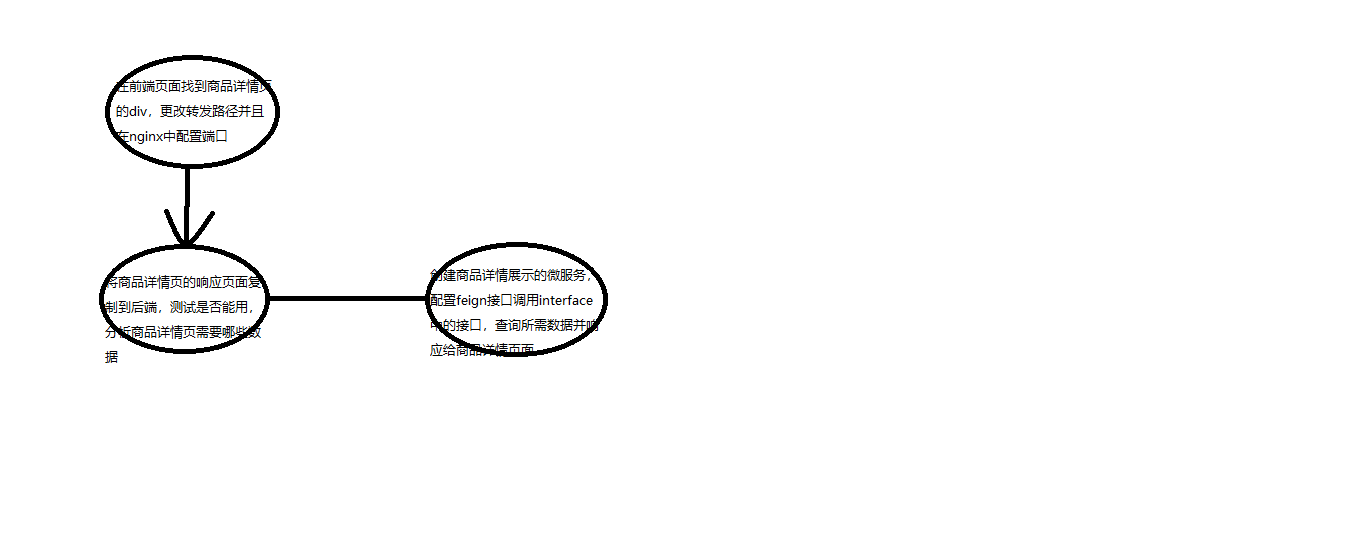 在前端页面找到商品详情页
的div，更改转发路径并且
在nginx中配置端口
将商品详情页的响应页面复
制到后端，测试是否能用，
分析商品详情页需要哪些数
据
创建商品详情展示的微服务，
配置feign接口调用interface
中的接口，查询所需数据并响
应给商品详情页面